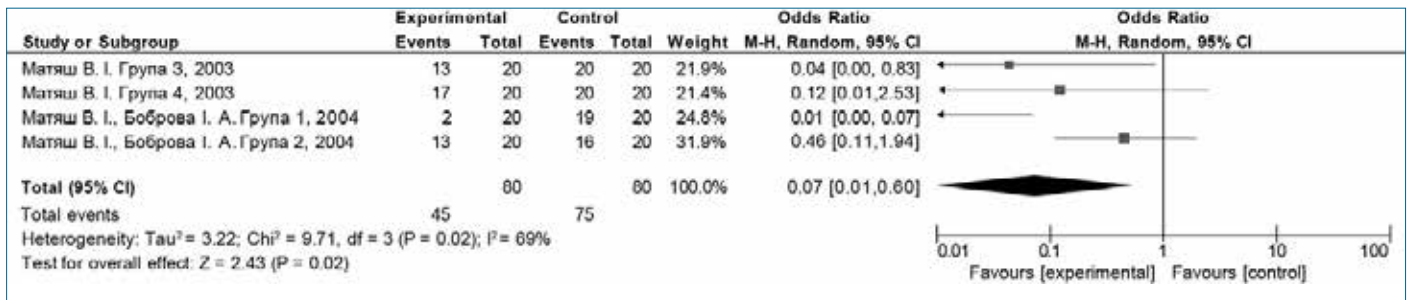 Experimental Control Odds Ratio Odds Ratio
Study or Subgroup Events Total Events Total Weight M-H, Random, 95% CI M-H, Random, 95% CI
Матяш В. І. Група 3, 2003 13 20 20 20 21.9% 0.04 [0.00, 0.83]
Матяш В. І. Група 4, 2003 17 20 20 20 21.4% 0.12 [0.01,2.53]
Матяш В. І., Боброва І. А. Група 1, 2004 2 20 19 20 24.8% 0.01 [0.00, 0.07]
Матяш В. І., Боброва І. А. Група 2, 2004 13 20 16 20 31.9% 0.46 [0.11,1.94]
Total (95% CI) 80 80 100.0% 0.07 [0.01,0.60]
Total events 45 75
Heterogeneity: Tau² = 3.22; Chi² = 9.71, df = 3 (P = 0.02); I² = 69%
Test for overall effect: Z = 2.43 (P = 0.02)
0.01 0.1 1 10 100
Favours [experimental] Favours [control]